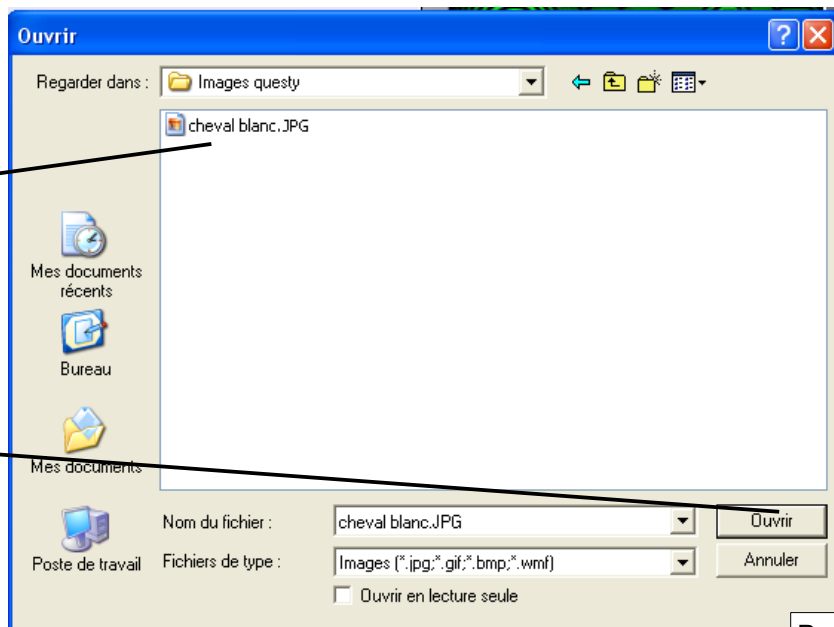 Ouvrir
Regarder dans :
Images questy
cheval blanc.JPG
Mes documents
récents
Bureau
Mes documents
Poste de travail
Nom du fichier :
cheval blanc.JPG
Ouvrir
Fichiers de type :
Images (*.jpg;*.gif;*.bmp;*.wmf)
Annuler
Ouvrir en lecture seule